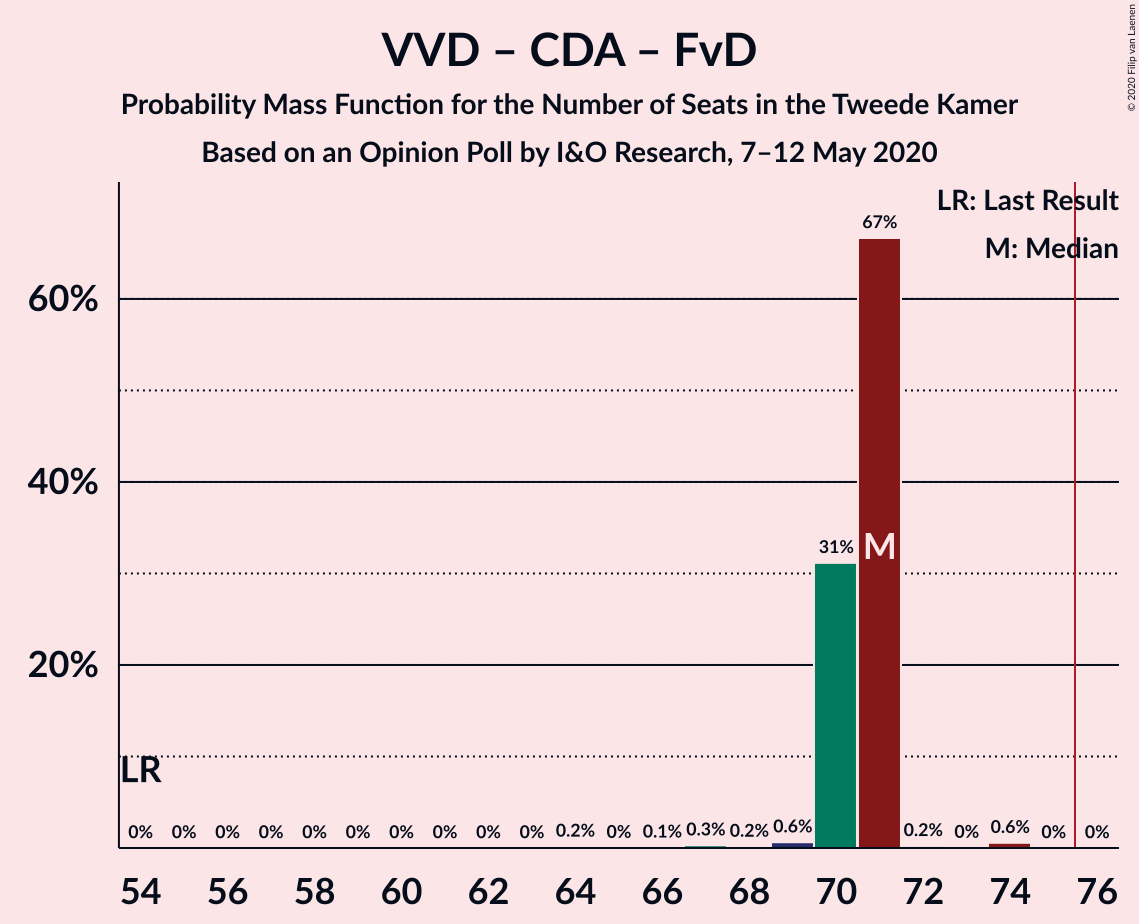 © 2020 Filip van Laenen
VVD – CDA – FvD
Probability Mass Function for the Number of Seats in the Tweede Kamer
Based on an Opinion Poll by I&O Research, 7–12 May 2020
LR: Last Result
M: Median
67%
60%
40%
31%
M
20%
LR
0% 0% 0% 0% 0% 0% 0% 0% 0% 0% 0.2% 0% 0.1% 0.3% 0.2% 0.6% 0.2% 0% 0.6% 0% 0%
54 56 58 60 62 64 66 68 70 72 74 76